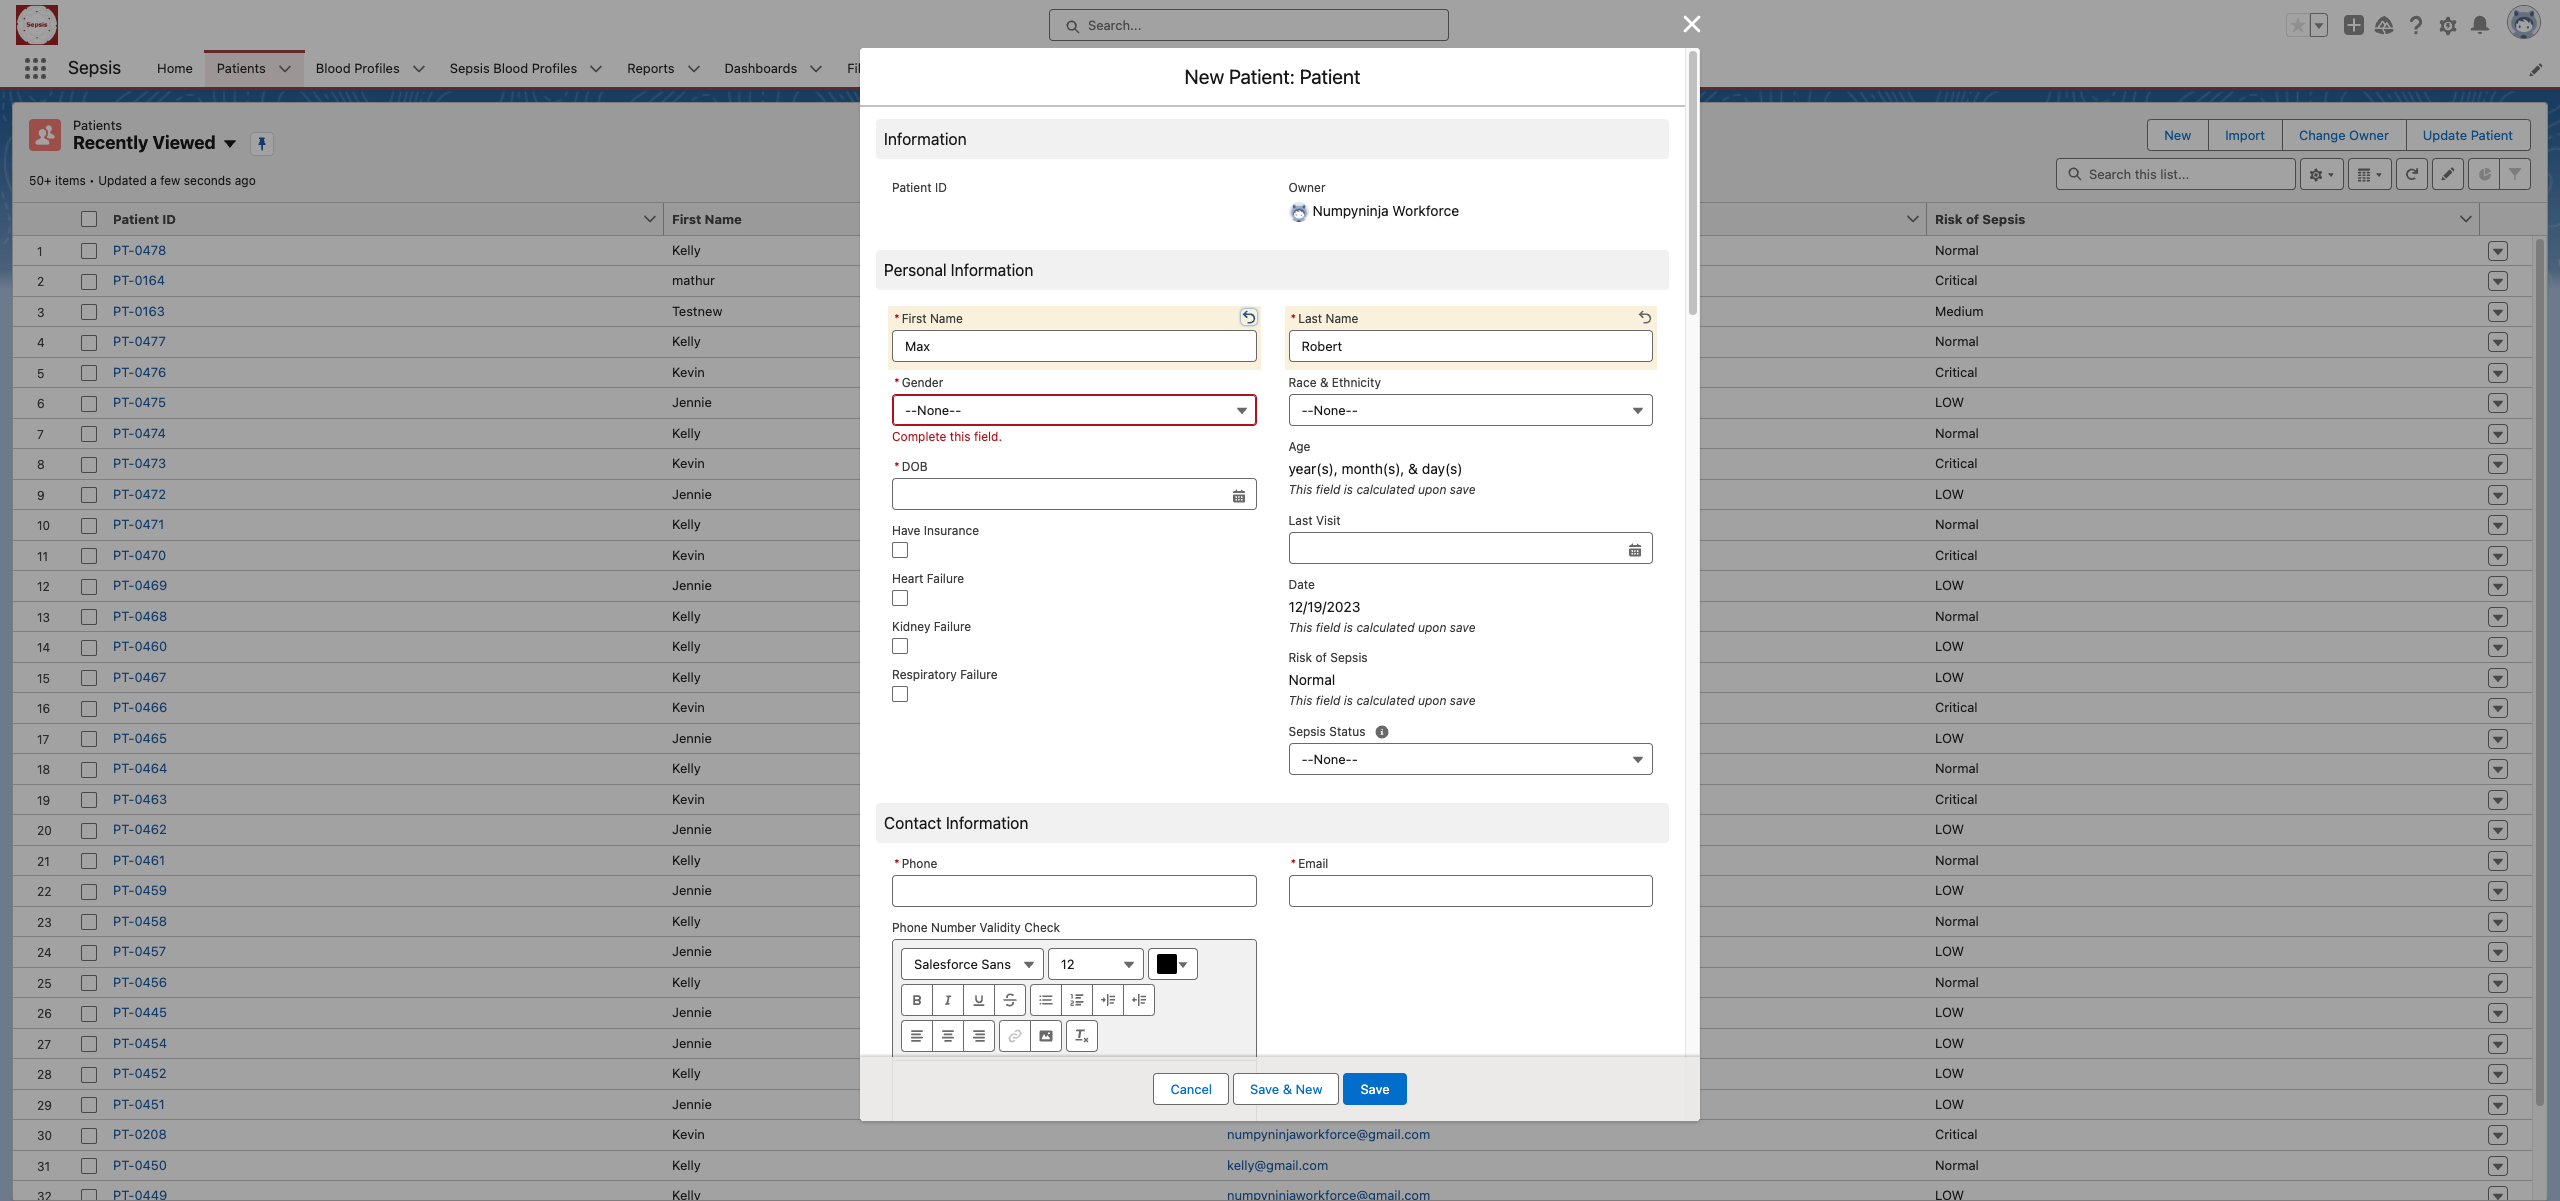 Sepsis
Search...
Sepsis
Home
Patients
Blood Profiles
Sepsis Blood Profiles
Reports
Dashboards
New Patient: Patient
Patients
Recently Viewed
50+ items • Updated a few seconds ago
New
Import
Change Owner
Update Patient
Search this list...
Patient ID
First Name
Risk of Sepsis
1 PT-0478 Kelly Normal
2 PT-0164 mathur Critical
3 PT-0163 Testnew Medium
4 PT-0477 Kelly Normal
5 PT-0476 Kevin Critical
6 PT-0475 Jennie LOW
7 PT-0474 Kelly Normal
8 PT-0473 Kevin Critical
9 PT-0472 Jennie LOW
10 PT-0471 Kelly Normal
11 PT-0470 Kevin Critical
12 PT-0469 Jennie LOW
13 PT-0468 Kelly Normal
14 PT-0460 Kelly LOW
15 PT-0467 Kelly LOW
16 PT-0466 Kevin Critical
17 PT-0465 Jennie LOW
18 PT-0464 Kelly Normal
19 PT-0463 Kevin Critical
20 PT-0462 Jennie LOW
21 PT-0461 Kelly Normal
22 PT-0459 Jennie LOW
23 PT-0458 Kelly Normal
24 PT-0457 Jennie LOW
25 PT-0456 Kelly Normal
26 PT-0445 Jennie LOW
27 PT-0454 Jennie LOW
28 PT-0452 Kelly LOW
29 PT-0451 Jennie LOW
30 PT-0208 Kevin numpyninjaworkforce@gmail.com Critical
31 PT-0450 Kelly kelly@gmail.com Normal
32 PT-0449 Kelly numpyninjaworkforce@gmail.com LOW
Information
Patient ID
Owner
Numpyninja Workforce
Personal Information
* First Name
Max
* Last Name
Robert
* Gender
--None--
Complete this field.
Race & Ethnicity
--None--
* DOB
Age
year(s), month(s), & day(s)
This field is calculated upon save
Have Insurance
Last Visit
Heart Failure
Date
12/19/2023
This field is calculated upon save
Kidney Failure
Risk of Sepsis
Normal
This field is calculated upon save
Respiratory Failure
Sepsis Status
--None--
Contact Information
* Phone
* Email
Phone Number Validity Check
Salesforce Sans
12
B I U S
Cancel
Save & New
Save